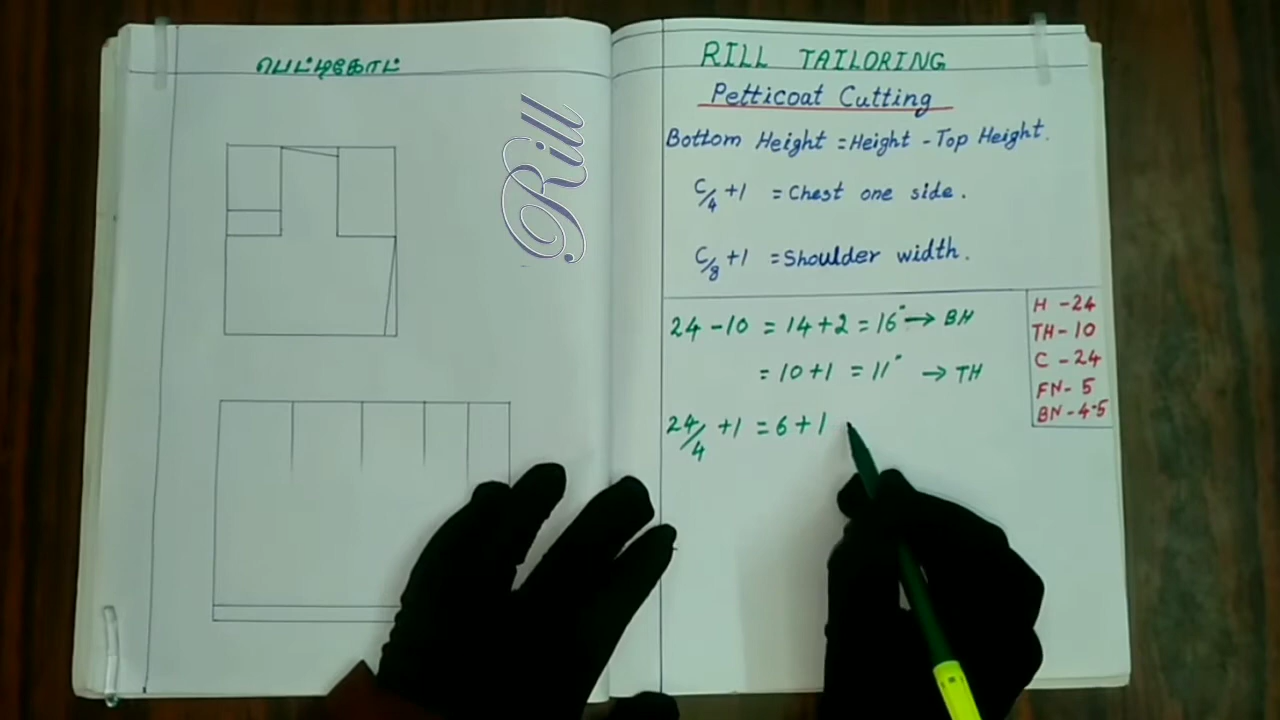 பெட்டிகோட்
Rill
RILL TAILORING
Petticoat Cutting
Bottom Height = Height - Top Height.
C/4 +1 = Chest one side.
C/8 +1 = Shoulder width.
24 - 10 = 14 + 2 = 16" → BH
= 10 + 1 = 11" → TH
24/4 + 1 = 6 + 1
H - 24
TH - 10
C - 24
FN - 5
BN - 4.5